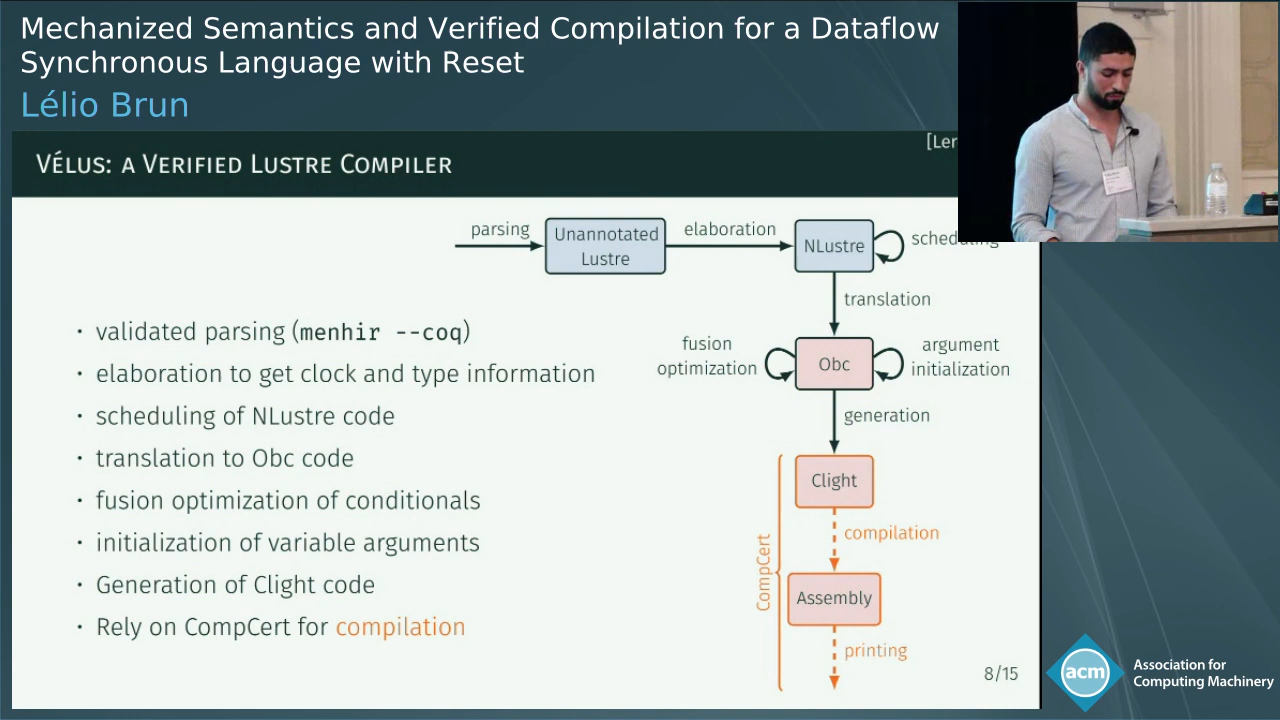 Mechanized Semantics and Verified Compilation for a Dataflow
Synchronous Language with Reset
Lélio Brun
VÉLUS: A VERIFIED LUSTRE COMPILER
parsing
Unannotated
Lustre
elaboration
NLustre
translation
fusion
optimization
Obc
argument
initialization
generation
Clight
compilation
CompCert
Assembly
printing
· validated parsing (menhir --coq)
· elaboration to get clock and type information
· scheduling of NLustre code
· translation to Obc code
· fusion optimization of conditionals
· initialization of variable arguments
· Generation of Clight code
· Rely on CompCert for compilation
8/15
acm
Association for
Computing Machinery